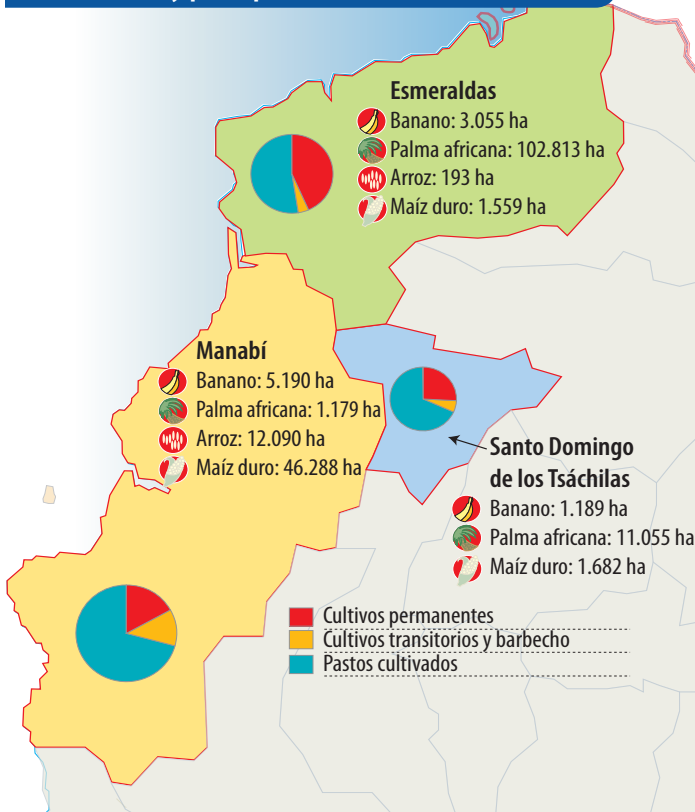 Esmeraldas
Banano: 3.055 ha
Palma africana: 102.813 ha
Arroz: 193 ha
Maíz duro: 1.559 ha
Manabí
Banano: 5.190 ha
Palma africana: 1.179 ha
Arroz: 12.090 ha
Maíz duro: 46.288 ha
Santo Domingo
de los Tsáchilas
Banano: 1.189 ha
Palma africana: 11.055 ha
Maíz duro: 1.682 ha
Cultivos permanentes
Cultivos transitorios y barbecho
Pastos cultivados